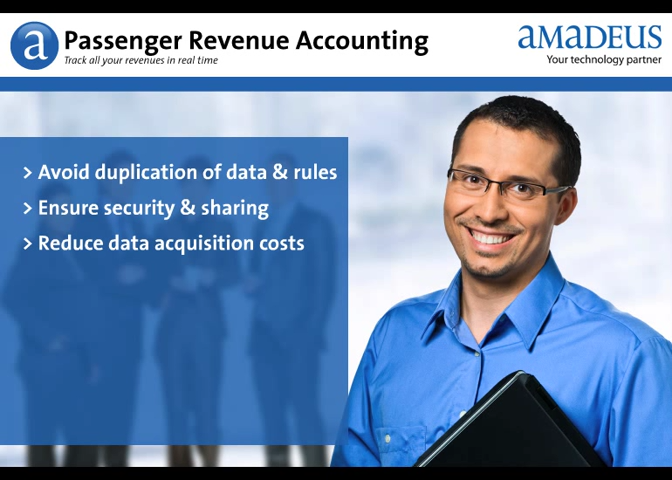 a Passenger Revenue Accounting
Track all your revenues in real time
amaDEUS
Your technology partner
> Avoid duplication of data & rules
> Ensure security & sharing
> Reduce data acquisition costs